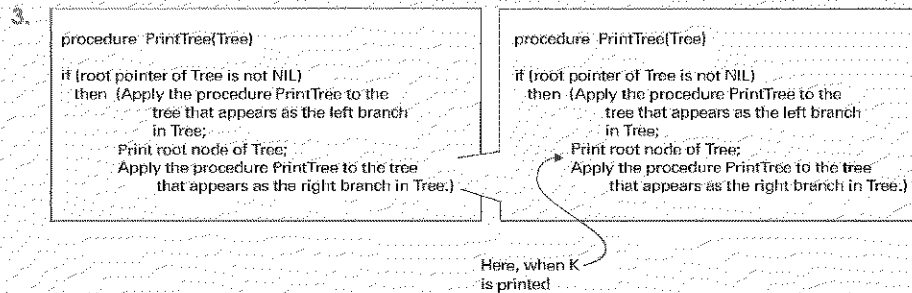 3.
procedure PrintTree(Tree)
if (root pointer of Tree is not NIL)
then (Apply the procedure PrintTree to the
tree that appears as the left branch
in Tree;
Print root node of Tree;
Apply the procedure PrintTree to the tree
that appears as the right branch in Tree.)
procedure PrintTree(Tree)
if (root pointer of Tree is not NIL)
then (Apply the procedure PrintTree to the
tree that appears as the left branch
in Tree;
Print root node of Tree;
Apply the procedure PrintTree to the tree
that appears as the right branch in Tree.)
Here, when K
is printed